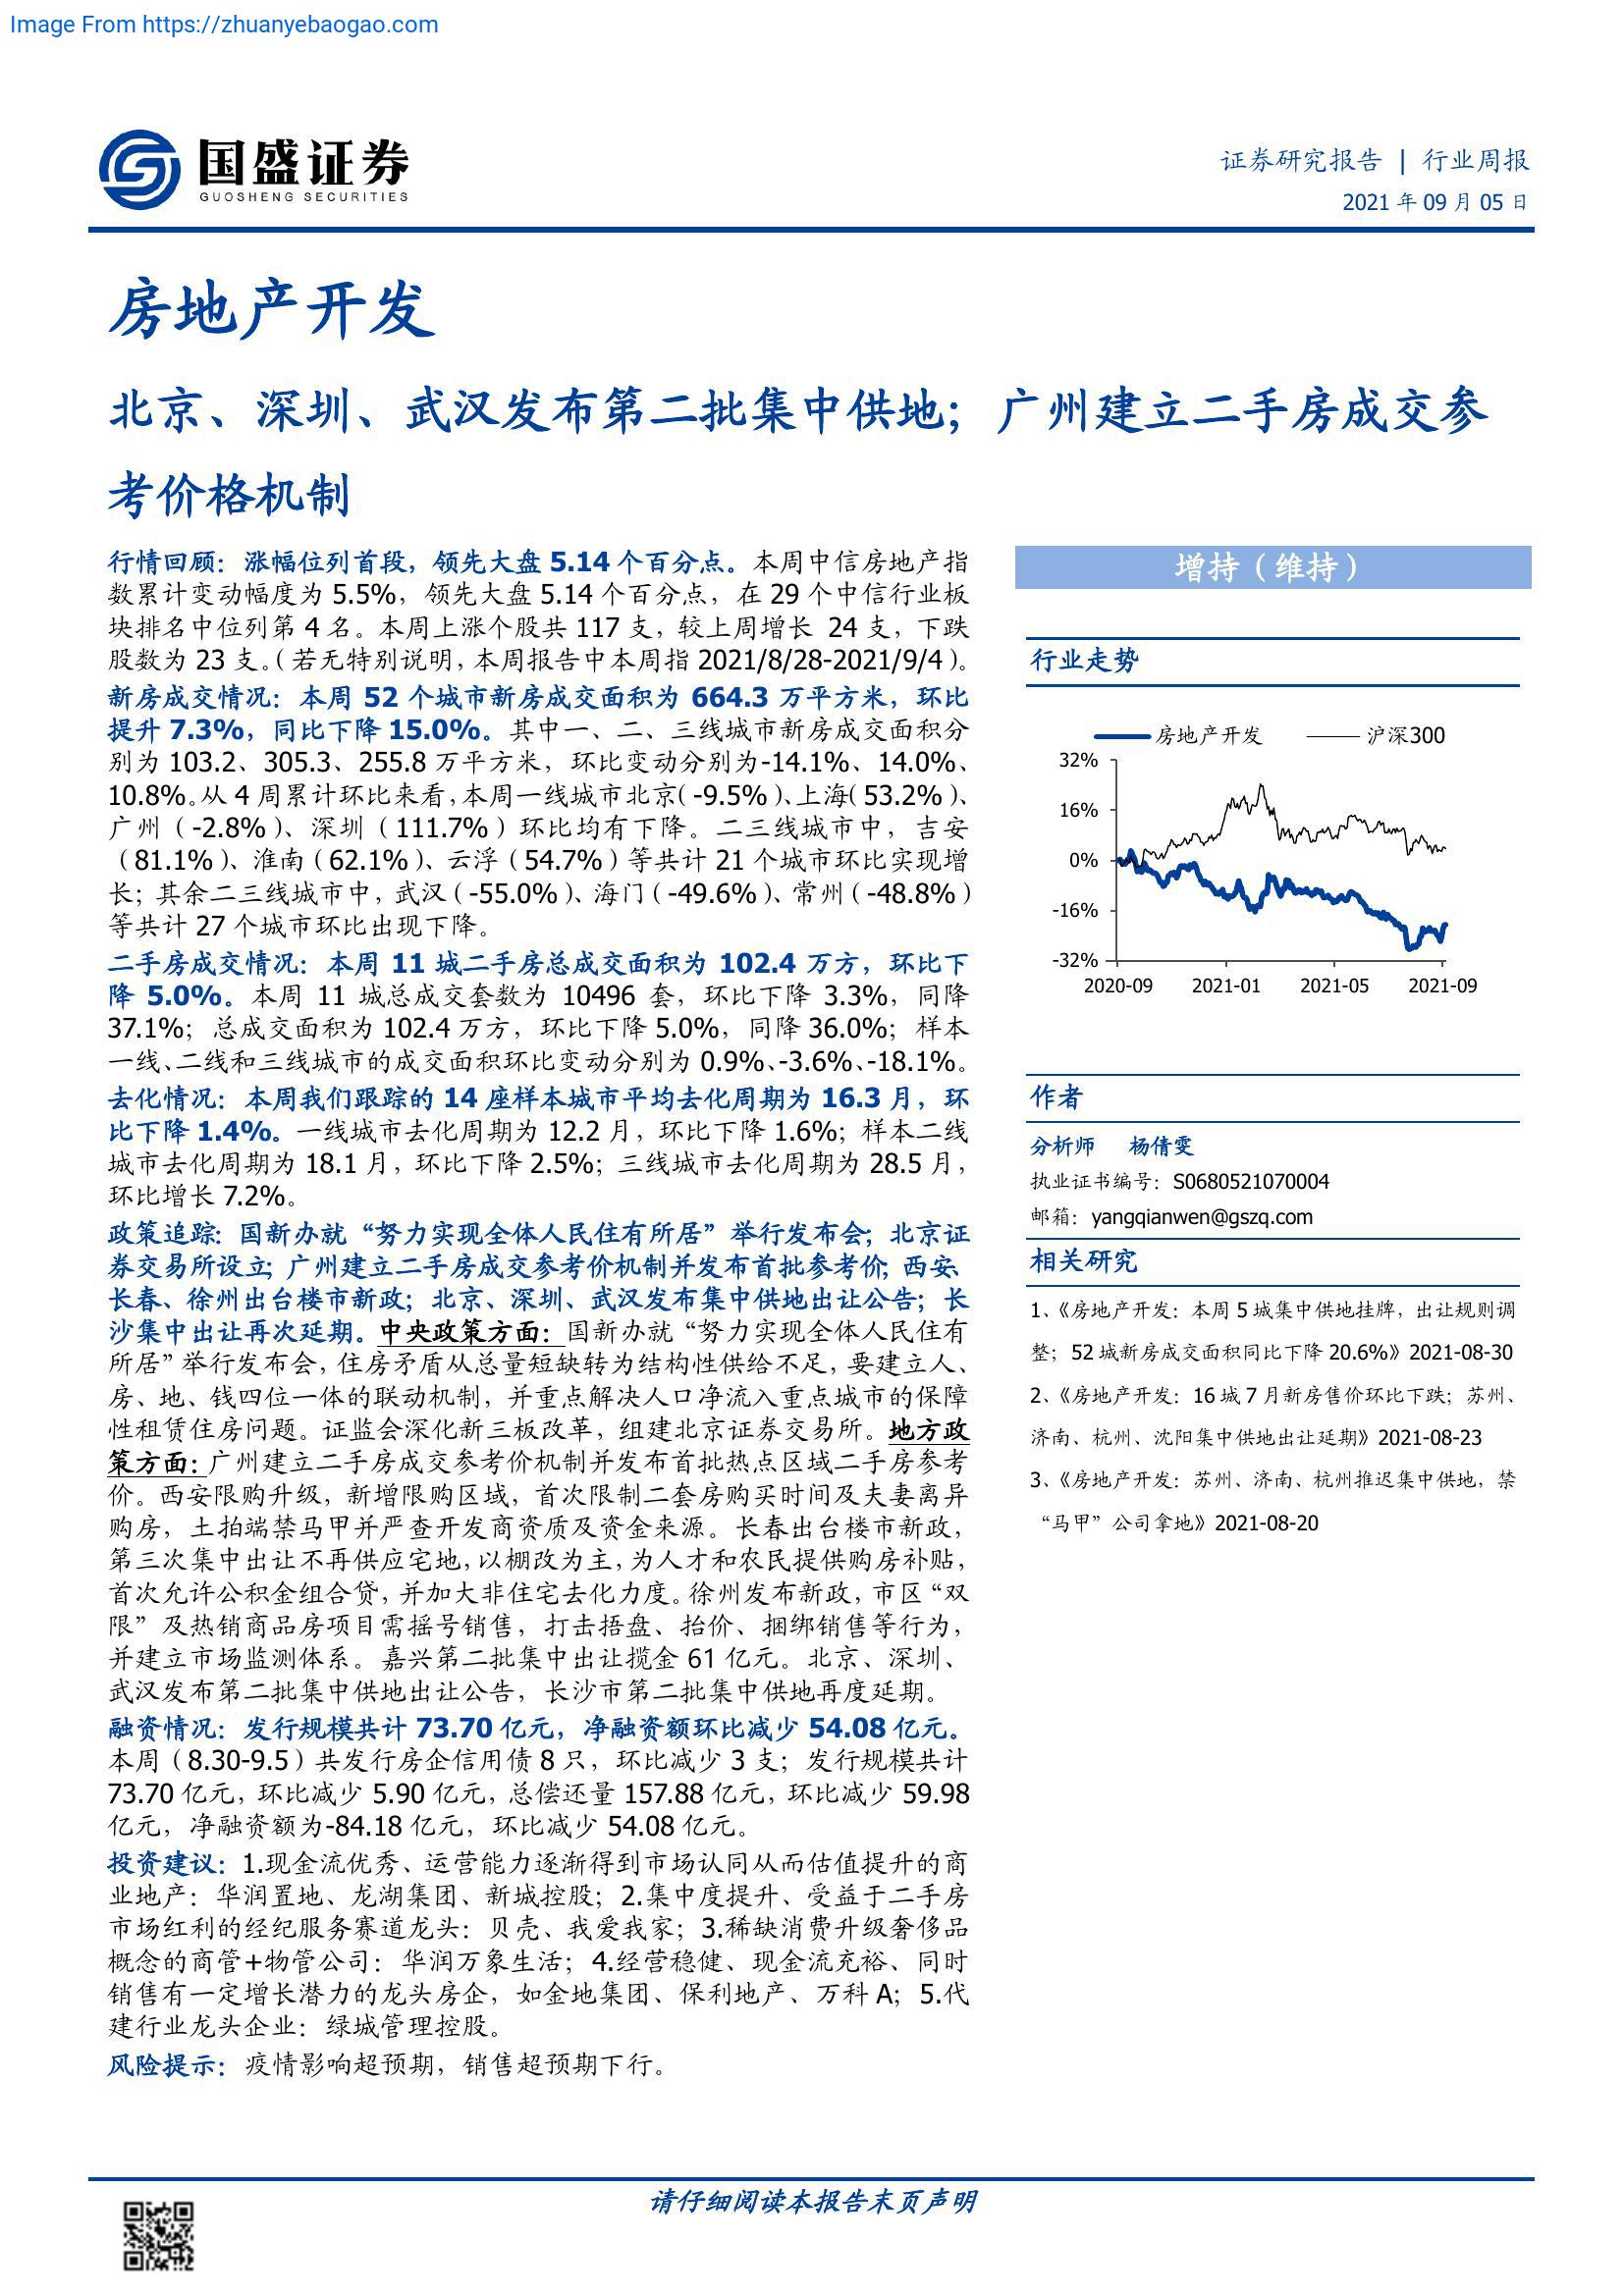 Image From https://zhuanyebaogao.com
国盛证券
GUOSHENG SECURITIES
证券研究报告 | 行业周报
2021 年 09 月 05 日
房地产开发
北京、深圳、武汉发布第二批集中供地；广州建立二手房成交参
考价格机制
行情回顾：涨幅位列首段，领先大盘 5.14 个百分点。本周中信房地产指
数累计变动幅度为 5.5%，领先大盘 5.14 个百分点，在 29 个中信行业板
块排名中位列第 4 名。本周上涨个股共 117 支，较上周增长 24 支，下跌
股数为 23 支。（若无特别说明，本周报告中本周指 2021/8/28-2021/9/4）。
新房成交情况：本周 52 个城市新房成交面积为 664.3 万平方米，环比
提升 7.3%，同比下降 15.0%。其中一、二、三线城市新房成交面积分
别为 103.2、305.3、255.8 万平方米，环比变动分别为-14.1%、14.0%、
10.8%。从 4 周累计环比来看，本周一线城市北京（-9.5%）、上海（53.2%）、
广州（-2.8%）、深圳（111.7%）环比均有下降。二三线城市中，吉安
（81.1%）、淮南（62.1%）、云浮（54.7%）等共计 21 个城市环比实现增
长；其余二三线城市中，武汉（-55.0%）、海门（-49.6%）、常州（-48.8%）
等共计 27 个城市环比出现下降。
二手房成交情况：本周 11 城二手房总成交面积为 102.4 万方，环比下
降 5.0%。本周 11 城总成交套数为 10496 套，环比下降 3.3%，同降
37.1%；总成交面积为 102.4 万方，环比下降 5.0%，同降 36.0%；样本
一线、二线和三线城市的成交面积环比变动分别为 0.9%、-3.6%、-18.1%。
去化情况：本周我们跟踪的 14 座样本城市平均去化周期为 16.3 月，环
比下降 1.4%。一线城市去化周期为 12.2 月，环比下降 1.6%；样本二线
城市去化周期为 18.1 月，环比下降 2.5%；三线城市去化周期为 28.5 月，
环比增长 7.2%。
政策追踪：国新办就“努力实现全体人民住有所居”举行发布会；北京证
券交易所设立；广州建立二手房成交参考价机制并发布首批参考价；西安、
长春、徐州出台楼市新政；北京、深圳、武汉发布集中供地出让公告；长
沙集中出让再次延期。中央政策方面：国新办就“努力实现全体人民住有
所居”举行发布会，住房矛盾从总量短缺转为结构性供给不足，要建立人、
房、地、钱四位一体的联动机制，并重点解决人口净流入重点城市的保障
性租赁住房问题。证监会深化新三板改革，组建北京证券交易所。地方政
策方面：广州建立二手房成交参考价机制并发布首批热点区域二手房参考
价。西安限购升级，新增限购区域，首次限制二套房购买时间及夫妻离异
购房，土拍端禁马甲并严查开发商资质及资金来源。长春出台楼市新政，
第三次集中出让不再供应宅地，以棚改为主，为人才和农民提供购房补贴，
首次允许公积金组合贷，并加大非住宅去化力度。徐州发布新政，市区“双
限”及热销商品房项目需摇号销售，打击捂盘、抬价、捆绑销售等行为，
并建立市场监测体系。嘉兴第二批集中出让揽金 61 亿元。北京、深圳、
武汉发布第二批集中供地出让公告，长沙市第二批集中供地再度延期。
融资情况：发行规模共计 73.70 亿元，净融资额环比减少 54.08 亿元。
本周（8.30-9.5）共发行房企信用债 8 只，环比减少 3 支；发行规模共计
73.70 亿元，环比减少 5.90 亿元，总偿还量 157.88 亿元，环比减少 59.98
亿元，净融资额为-84.18 亿元，环比减少 54.08 亿元。
投资建议：1.现金流优秀、运营能力逐渐得到市场认同从而估值提升的商
业地产：华润置地、龙湖集团、新城控股；2.集中度提升、受益于二手房
市场红利的经纪服务赛道龙头：贝壳、我爱我家；3.稀缺消费升级奢侈品
概念的商管+物管公司：华润万象生活；4.经营稳健、现金流充裕、同时
销售有一定增长潜力的龙头房企，如金地集团、保利地产、万科 A；5.代
建行业龙头企业：绿城管理控股。
风险提示：疫情影响超预期，销售超预期下行。
增持（维持）
行业走势
房地产开发 沪深300
32%
16%
0%
-16%
-32%
2020-09 2021-01 2021-05 2021-09
作者
分析师 杨倩雯
执业证书编号：S0680521070004
邮箱：yangqianwen@gszq.com
相关研究
1、《房地产开发：本周 5 城集中供地挂牌，出让规则调
整；52 城新房成交面积同比下降 20.6%》2021-08-30
2、《房地产开发：16 城 7 月新房售价环比下跌；苏州、
济南、杭州、沈阳集中供地出让延期》2021-08-23
3、《房地产开发：苏州、济南、杭州推迟集中供地，禁
“马甲”公司拿地》2021-08-20
请仔细阅读本报告末页声明